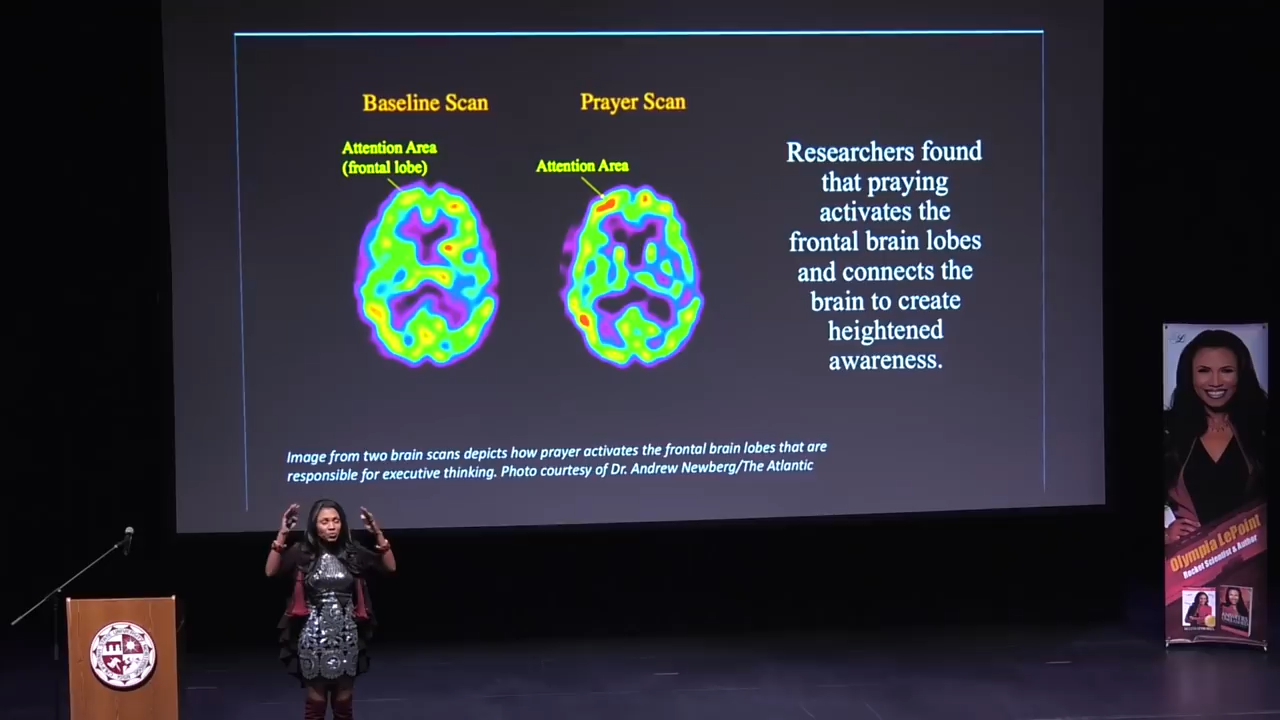 Baseline Scan
Prayer Scan
Attention Area
(frontal lobe)
Attention Area
Researchers found
that praying
activates the
frontal brain lobes
and connects the
brain to create
heightened
awareness.
Image from two brain scans depicts how prayer activates the frontal brain lobes that are
responsible for executive thinking. Photo courtesy of Dr. Andrew Newberg/The Atlantic
Olympia LePoint
Rocket Scientist & Author